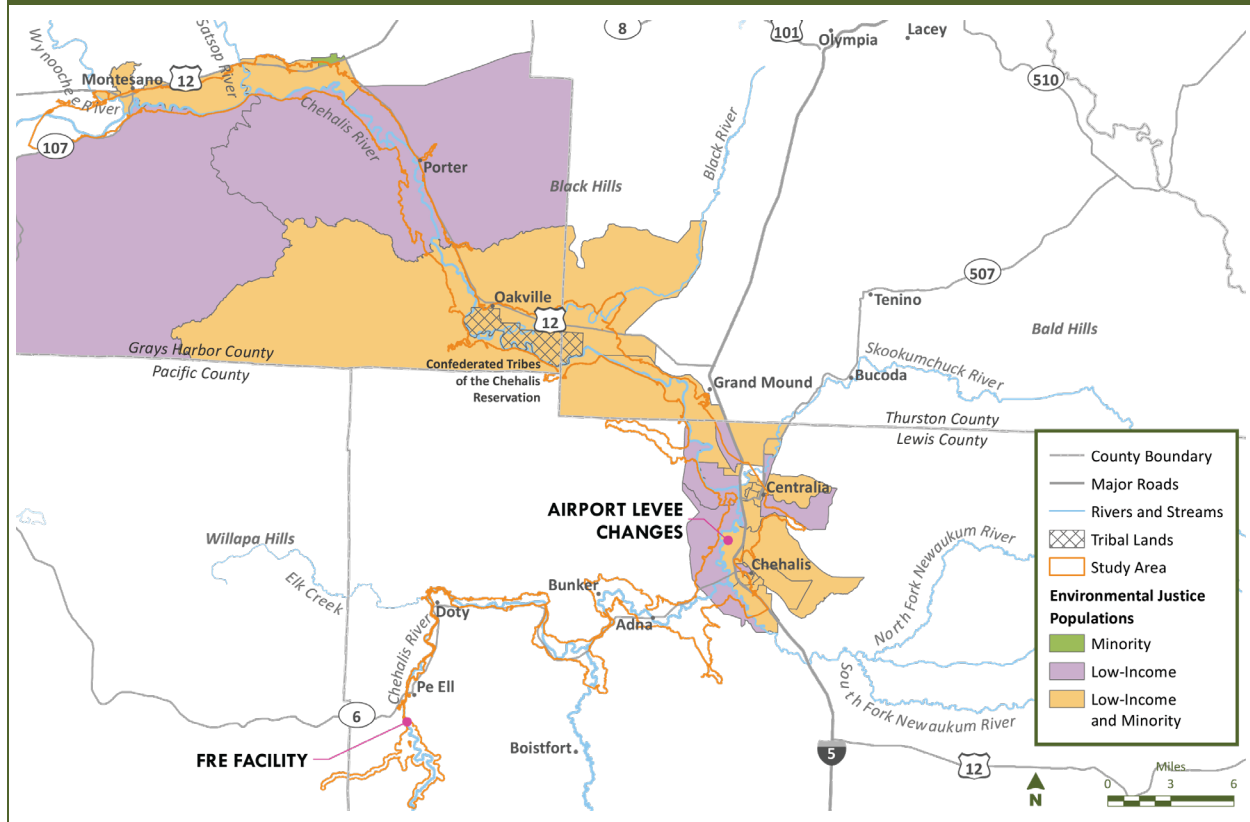 8
101
Olympia
Lacey
Wynoochee River
Satsop River
Montesano
12
510
107
Chehalis River
Porter
Black Hills
Black River
507
Tenino
Bald Hills
Oakville
12
Grays Harbor County
Pacific County
Confederated Tribes
of the Chehalis
Reservation
Skookumchuck River
Bucoda
Grand Mound
Thurston County
Lewis County
Centralia
AIRPORT LEVEE
CHANGES
Willapa Hills
Elk Creek
Chehalis
Bunker
Doty
Adna
North Fork Newaukum River
Chehalis River
Pe Ell
6
South Fork Newaukum River
FRE FACILITY
Boistfort
5
12
County Boundary
Major Roads
Rivers and Streams
Tribal Lands
Study Area
Environmental Justice
Populations
Minority
Low-Income
Low-Income
and Minority
N
Miles
0 3 6